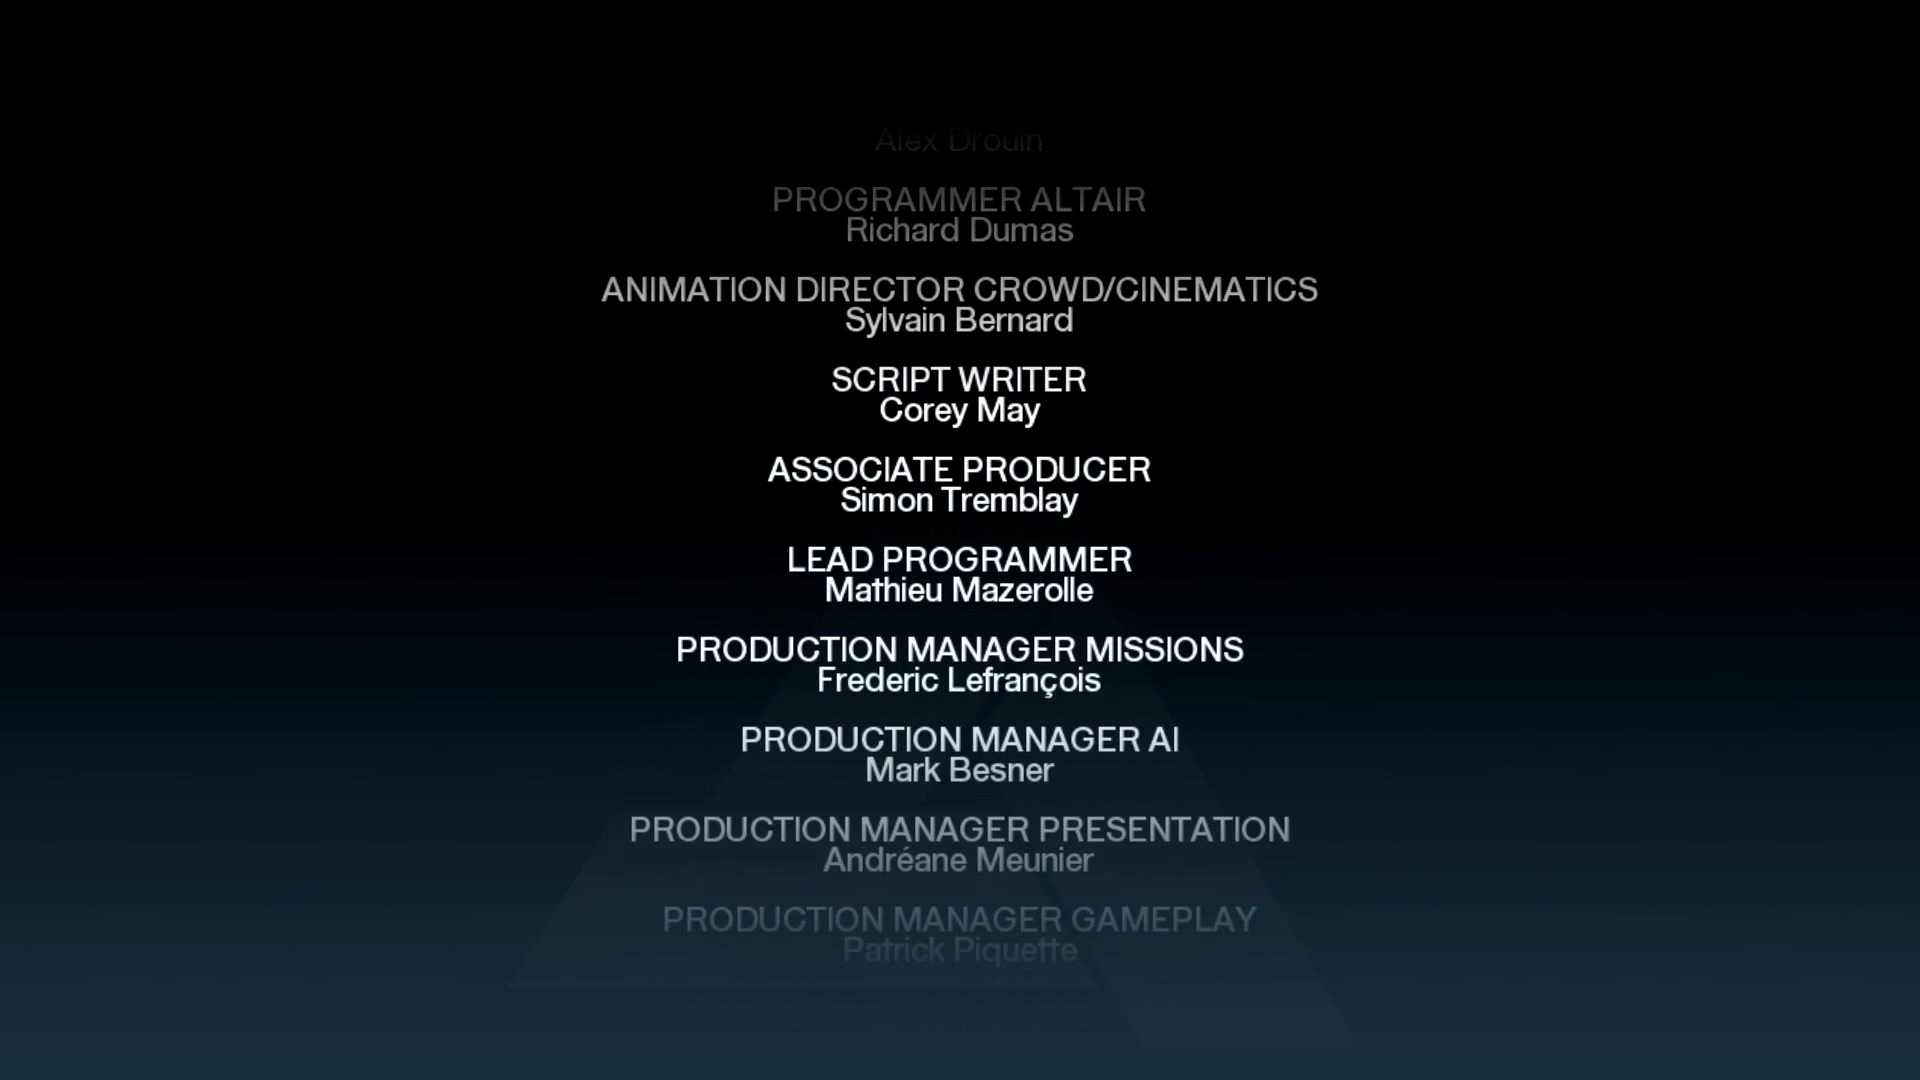 Alex Drouin
PROGRAMMER ALTAIR
Richard Dumas
ANIMATION DIRECTOR CROWD/CINEMATICS
Sylvain Bernard
SCRIPT WRITER
Corey May
ASSOCIATE PRODUCER
Simon Tremblay
LEAD PROGRAMMER
Mathieu Mazerolle
PRODUCTION MANAGER MISSIONS
Frederic Lefrançois
PRODUCTION MANAGER AI
Mark Besner
PRODUCTION MANAGER PRESENTATION
Andréane Meunier
PRODUCTION MANAGER GAMEPLAY
Patrick Piquette